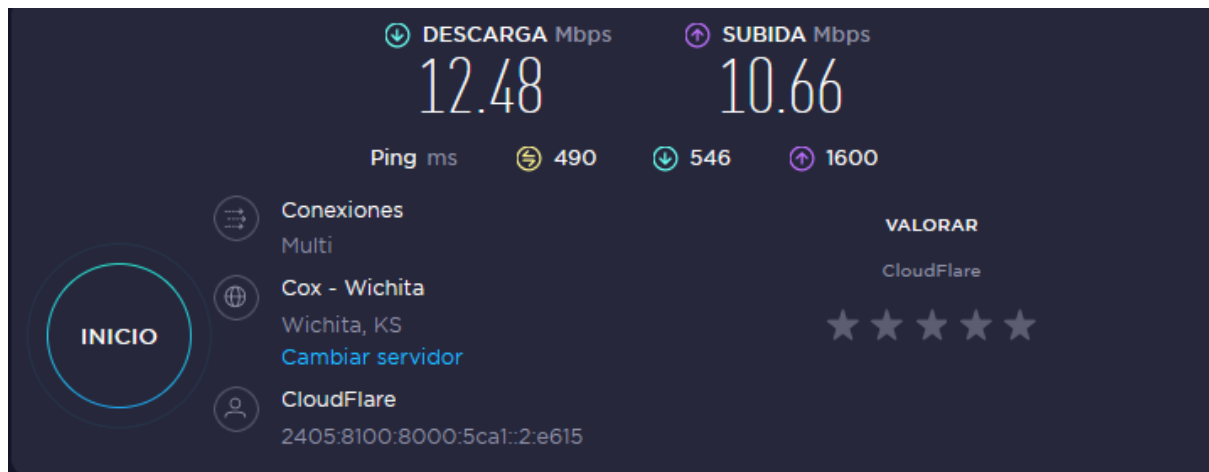 DESCARGA Mbps
SUBIDA Mbps
12.48
10.66
Ping ms 490 546 1600
Conexiones
Multi
Cox - Wichita
Wichita, KS
Cambiar servidor
CloudFlare
2405:8100:8000:5ca1::2:e615
INICIO
VALORAR
CloudFlare